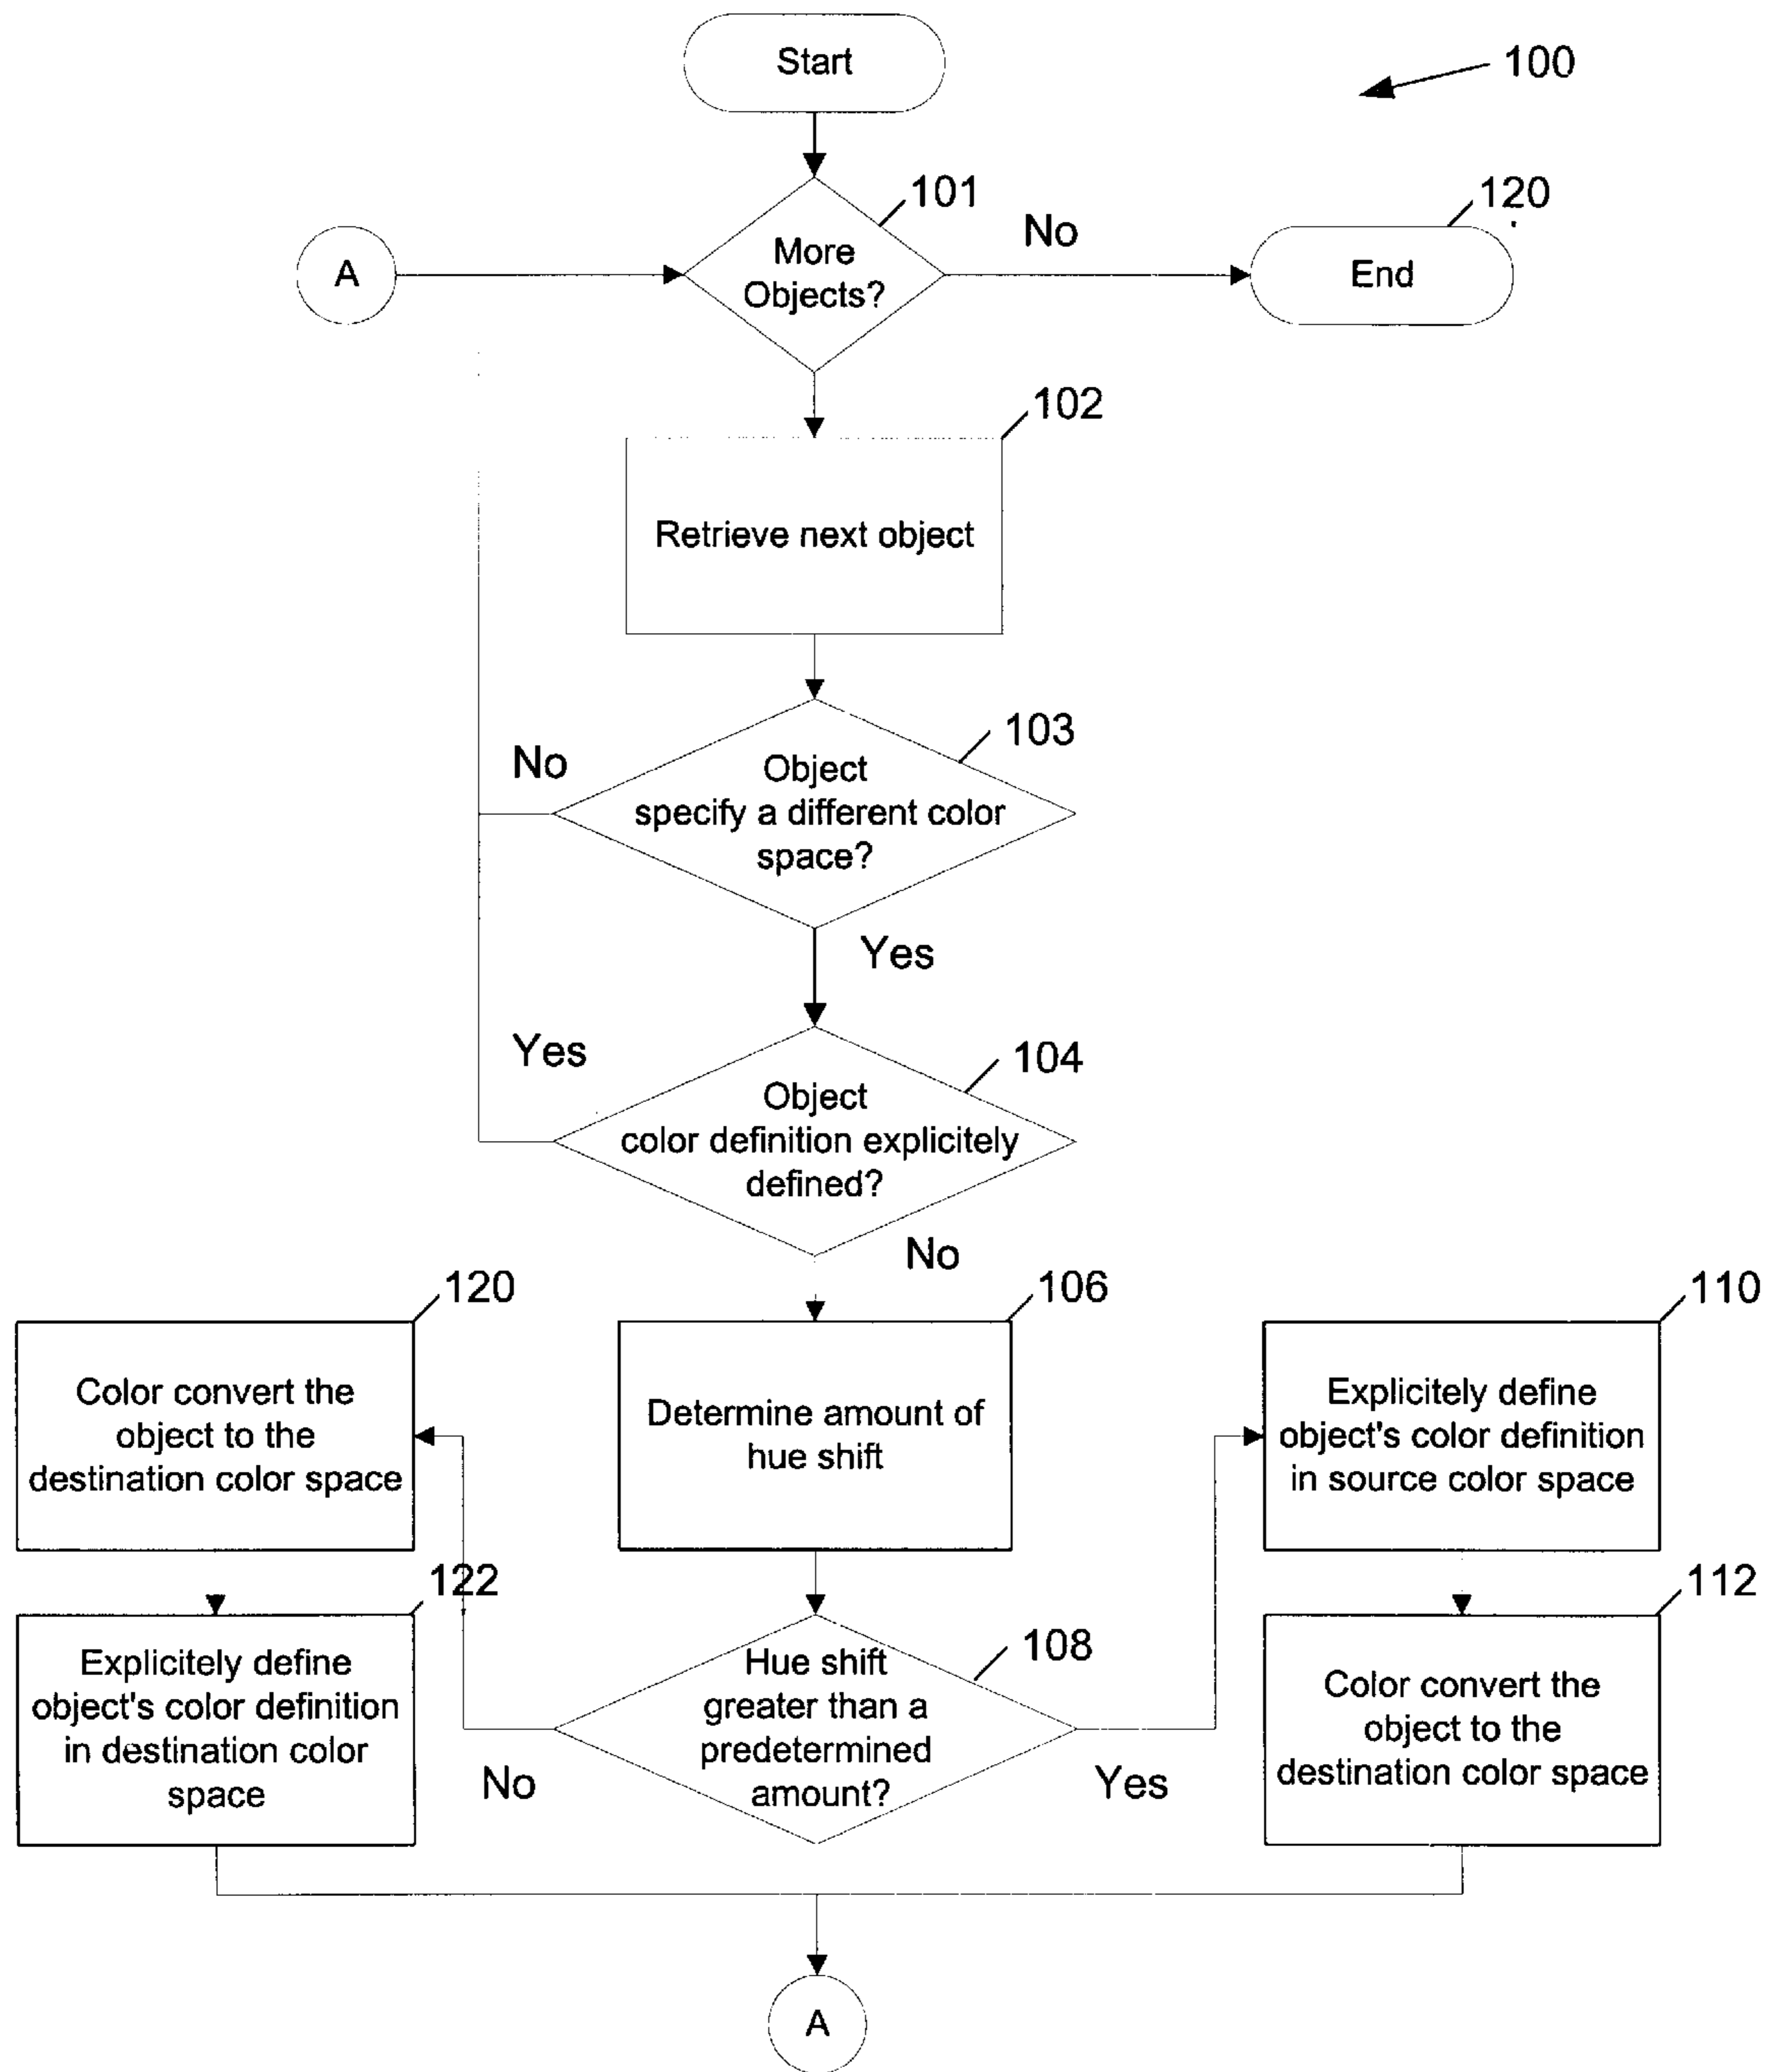 Start
100
101
120
More
Objects?
No
A
End
102
Retrieve next object
103
No
Object
specify a different color
space?
Yes
Yes
104
Object
color definition explicitely
defined?
No
120
106
110
Color convert the
object to the
destination color space
Determine amount of
hue shift
Explicitely define
object's color definition
in source color space
122
112
Explicitely define
object's color definition
in destination color
space
108
Hue shift
greater than a
predetermined
amount?
No
Yes
Color convert the
object to the
destination color space
A